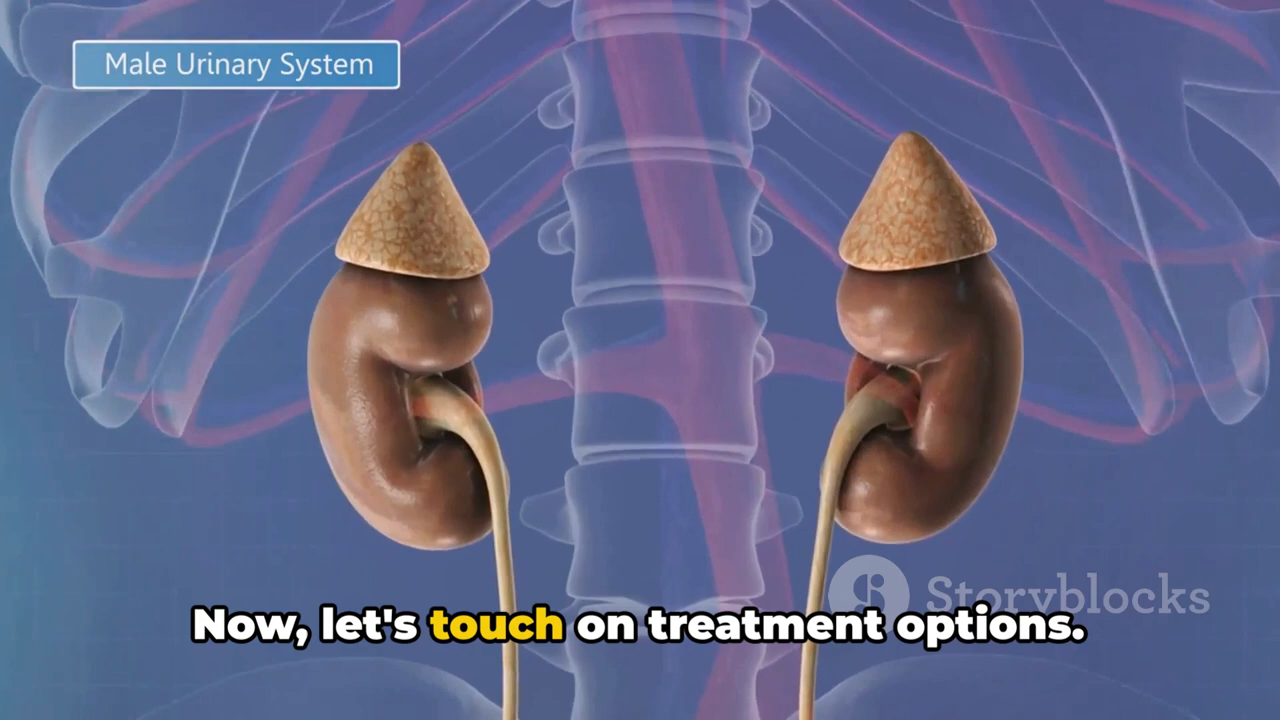 Male Urinary System
Storyblocks
Now, let's touch on treatment options.